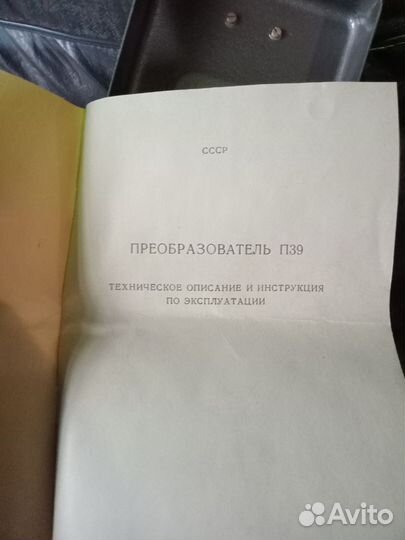 СССР
ПРЕОБРАЗОВАТЕЛЬ П39
ТЕХНИЧЕСКОЕ ОПИСАНИЕ И ИНСТРУКЦИЯ
ПО ЭКСПЛУАТАЦИИ
Avito